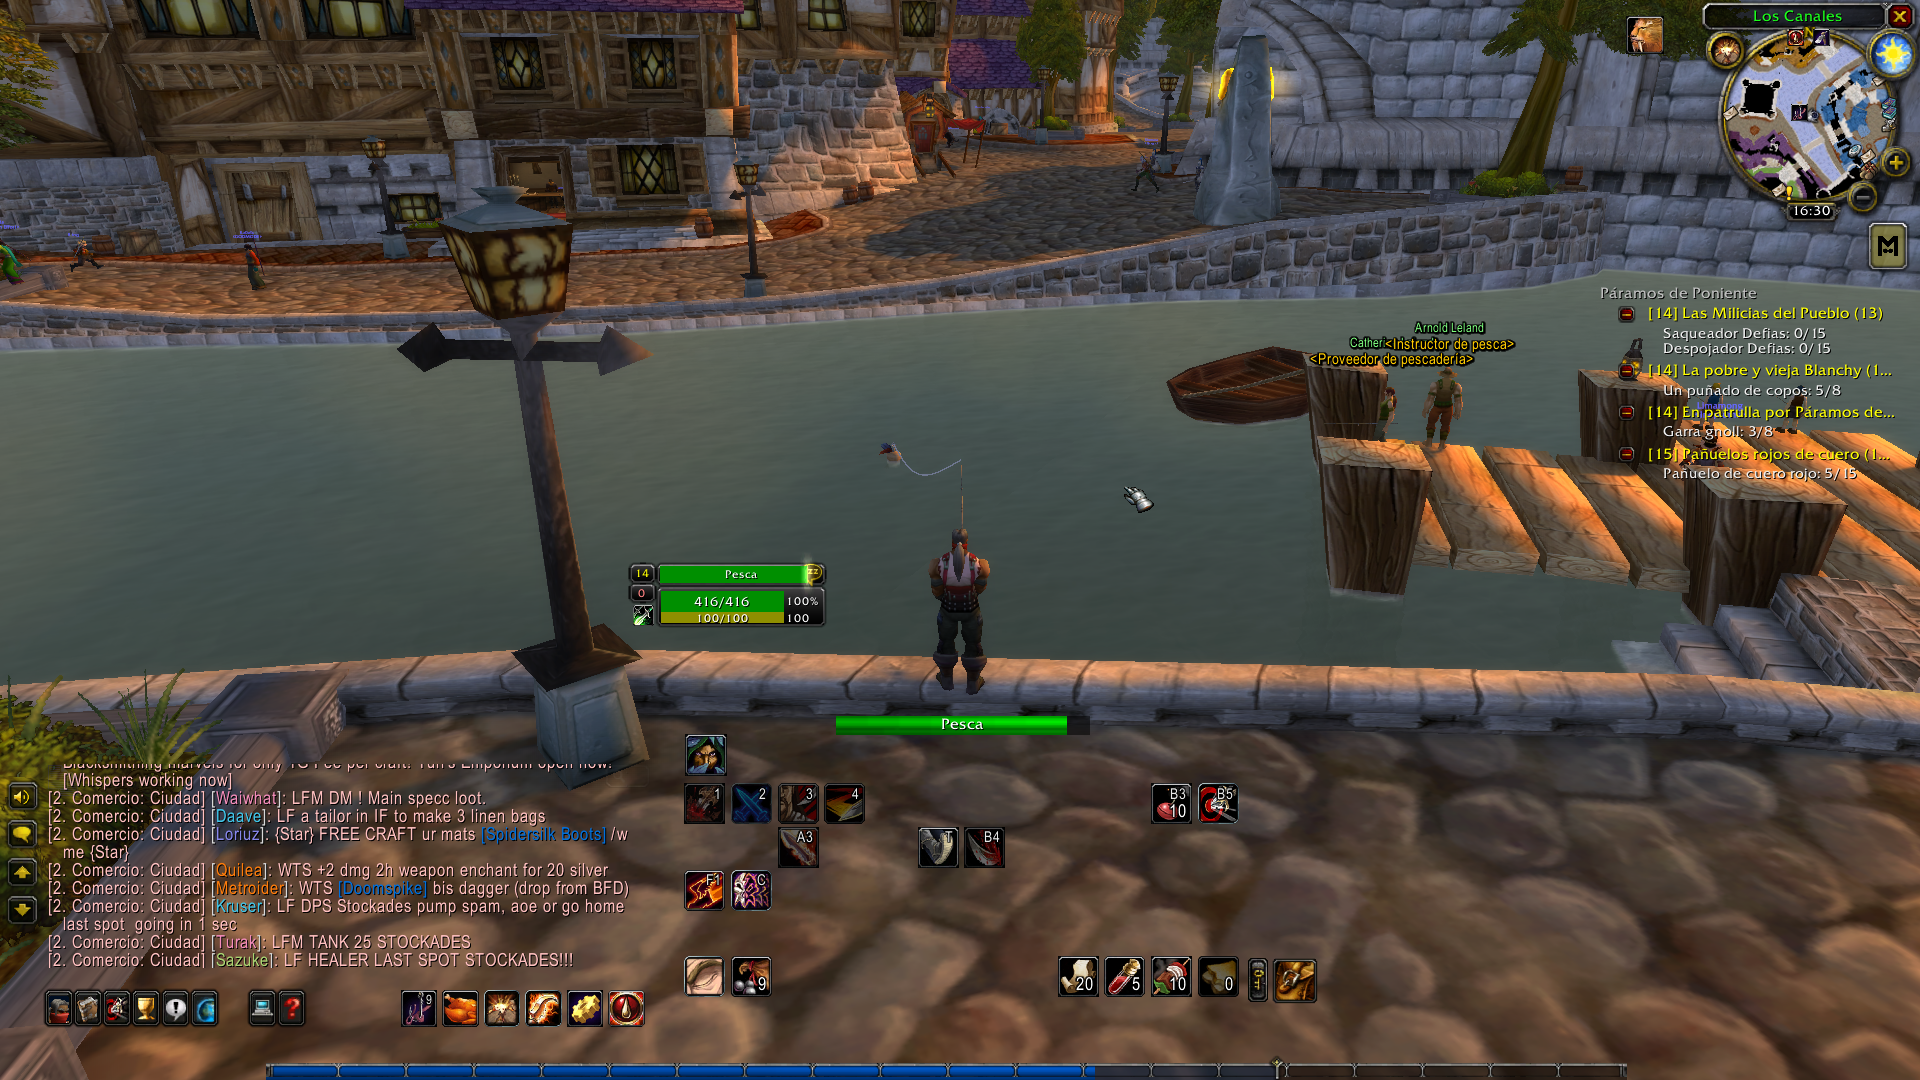 Los Canales
16:30
Páramos de Poniente
[14] Las Milicias del Pueblo (13)
Saqueador Defias: 0/15
Despojador Defias: 0/15
[14] La pobre y vieja Blanchy (1...
Un puñado de copos: 5/8
[14] En patrulla por Páramos de...
Garra gnoll: 3/8
[15] Pañuelos rojos de cuero (1...
Pañuelo de cuero rojo: 5/15
Arnold Leland
<Instructor de pesca>
<Proveedor de pescadería>
14
Pesca
0
416/416 100%
100/100 100
Pesca
[Whispers working now]
[2. Comercio: Ciudad] [Waiwhat]: LFM DM ! Main specc loot.
[2. Comercio: Ciudad] [Daave]: LF a tailor in IF to make 3 linen bags
[2. Comercio: Ciudad] [Loriuz]: {Star} FREE CRAFT ur mats [Spidersilk Boots] /w
me {Star}
[2. Comercio: Ciudad] [Quilea]: WTS +2 dmg 2h weapon enchant for 20 silver
[2. Comercio: Ciudad] [Metroider]: WTS [Doomspike] bis dagger (drop from BFD)
[2. Comercio: Ciudad] [Kruser]: LF DPS Stockades pump spam, aoe or go home
last spot going in 1 sec
[2. Comercio: Ciudad] [Turak]: LFM TANK 25 STOCKADES
[2. Comercio: Ciudad] [Sazuke]: LF HEALER LAST SPOT STOCKADES!!!
1 2 3 4
B3 10 B5
A3 T B4
F1 C
9
20 5 10 0
9